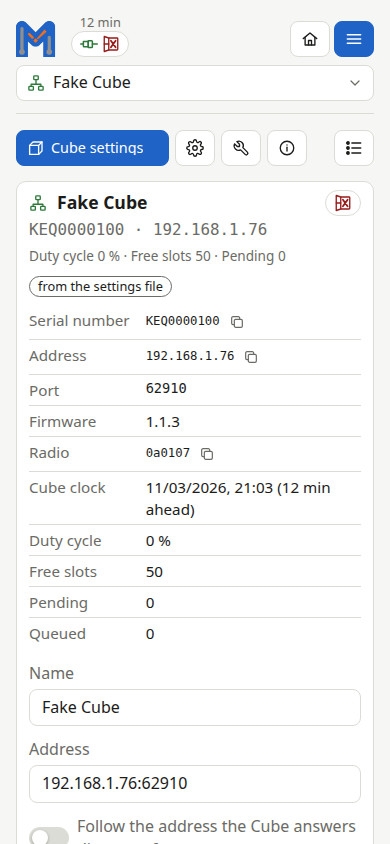 12 min
Fake Cube
Cube settings
Fake Cube
KEQ0000100 · 192.168.1.76
Duty cycle 0 % · Free slots 50 · Pending 0
from the settings file
Serial number KEQ0000100
Address 192.168.1.76
Port 62910
Firmware 1.1.3
Radio 0a0107
Cube clock 11/03/2026, 21:03 (12 min
ahead)
Duty cycle 0 %
Free slots 50
Pending 0
Queued 0
Name
Fake Cube
Address
192.168.1.76:62910
Follow the address the Cube answers